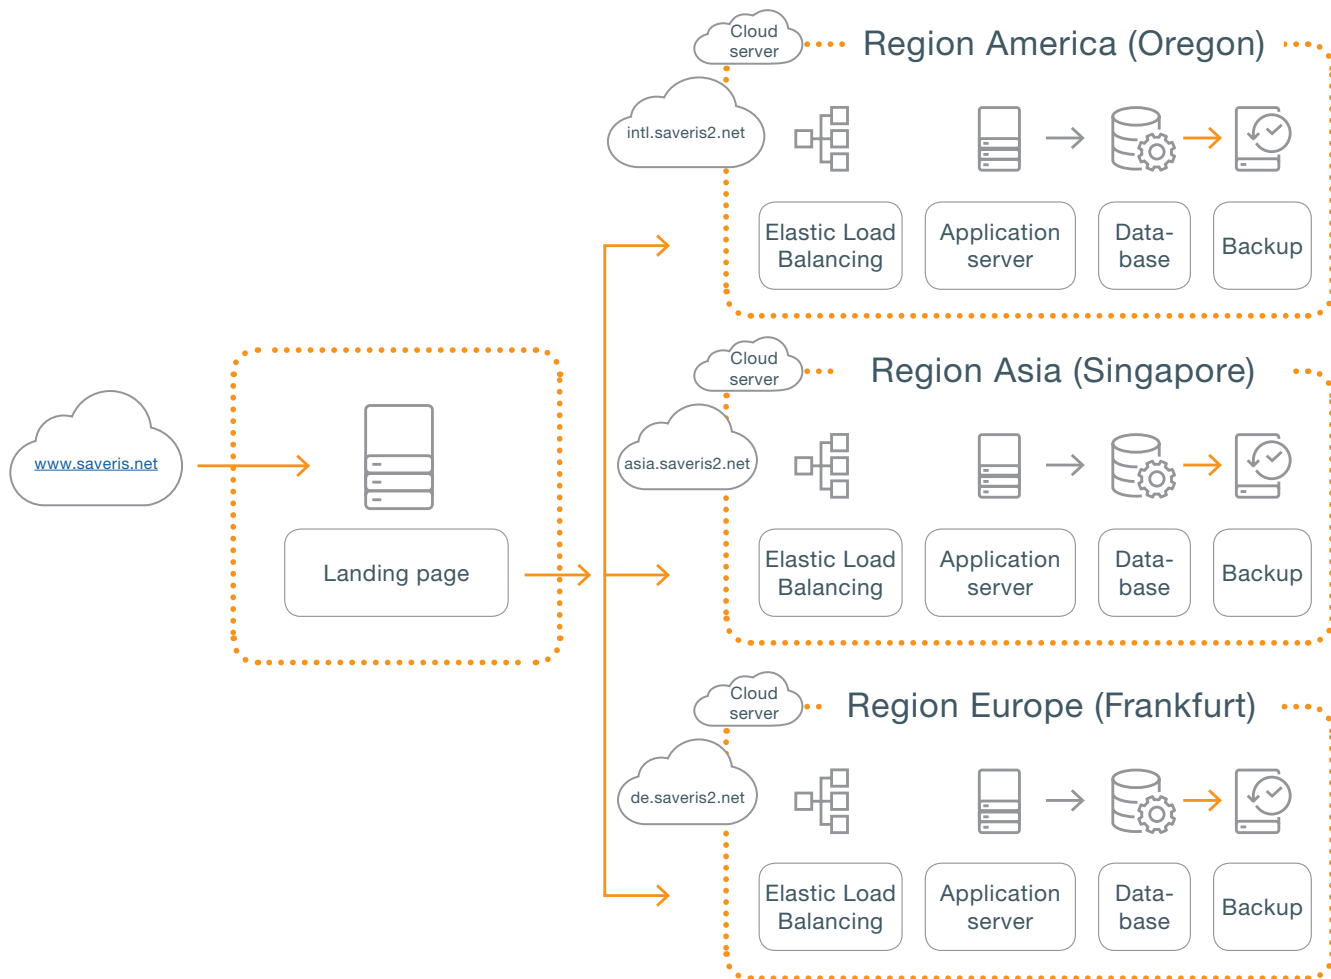 www.saveris.net
Landing page
Cloud
server
Region America (Oregon)
intl.saveris2.net
Elastic Load
Balancing
Application
server
Data-
base
Backup
Cloud
server
Region Asia (Singapore)
asia.saveris2.net
Elastic Load
Balancing
Application
server
Data-
base
Backup
Cloud
server
Region Europe (Frankfurt)
de.saveris2.net
Elastic Load
Balancing
Application
server
Data-
base
Backup